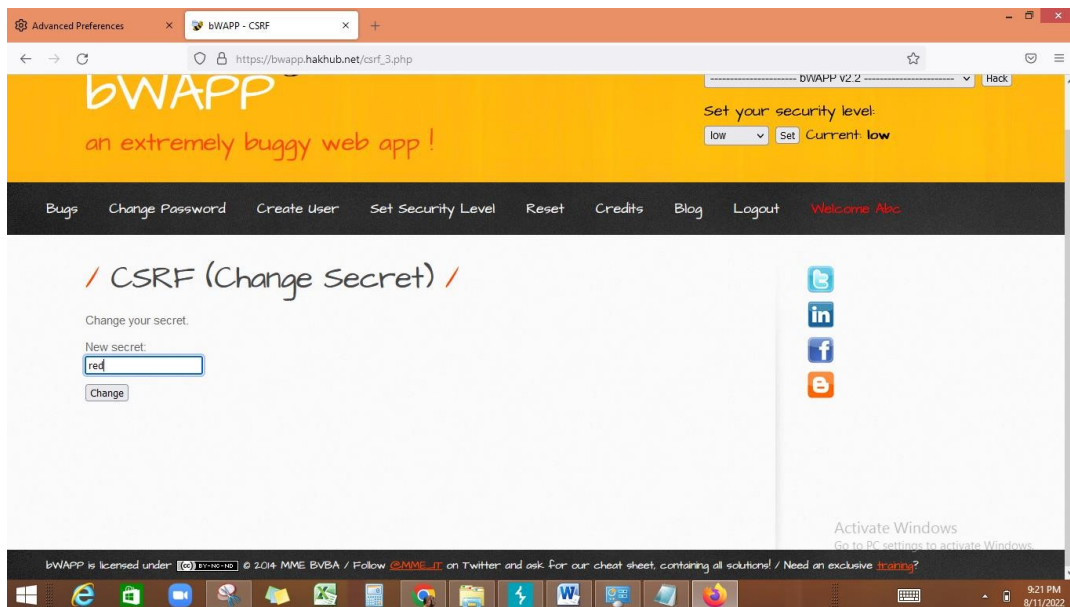 Advanced Preferences
bWAPP - CSRF
https://bwapp.hakhub.net/csrf_3.php
bWAPP
an extremely buggy web app !
bWAPP v2.2
Hack
Set your security level:
low Set Current: low
Bugs Change Password Create User Set Security Level Reset Credits Blog Logout Welcome Abc
/ CSRF (Change Secret) /
Change your secret.
New secret:
red
Change
Activate Windows
Go to PC settings to activate Windows.
bWAPP is licensed under (cc) BY-NC-ND © 2014 MME BVBA / Follow @MME_IT on Twitter and ask for our cheat sheet, containing all solutions! / Need an exclusive training?
9:21 PM
8/11/2022